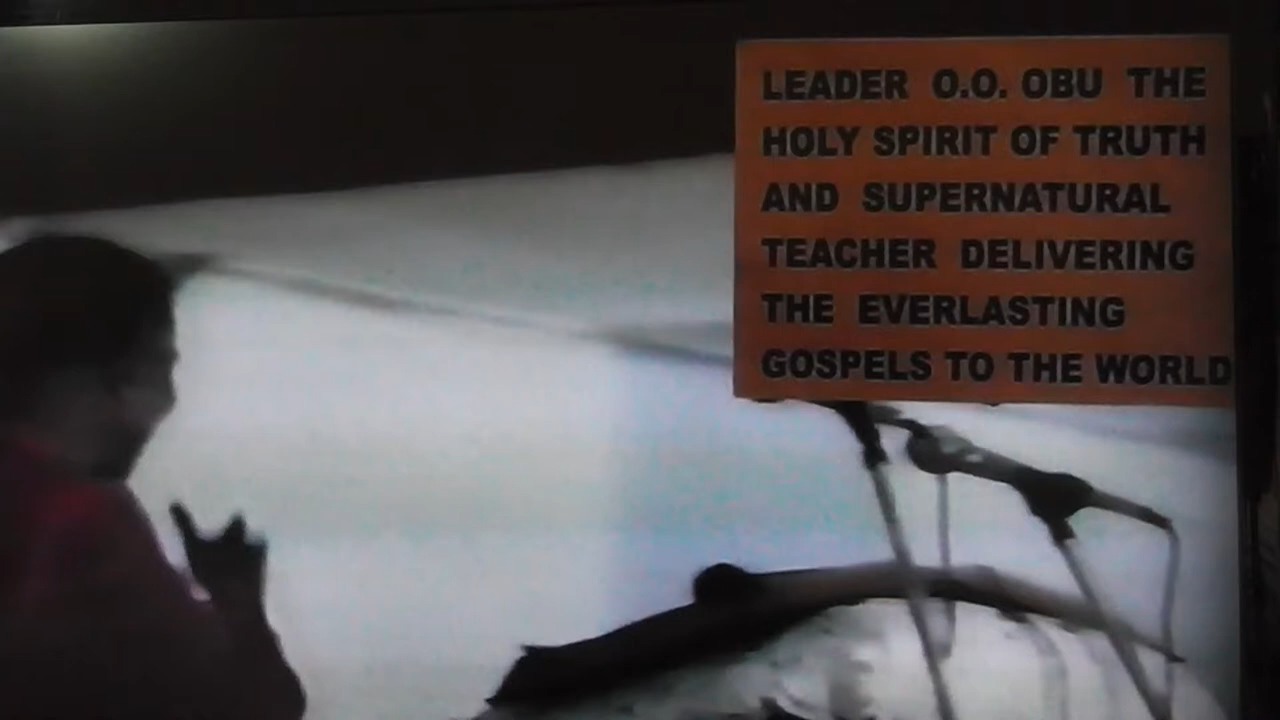 LEADER O.O. OBU THE
HOLY SPIRIT OF TRUTH
AND SUPERNATURAL
TEACHER DELIVERING
THE EVERLASTING
GOSPELS TO THE WORLD